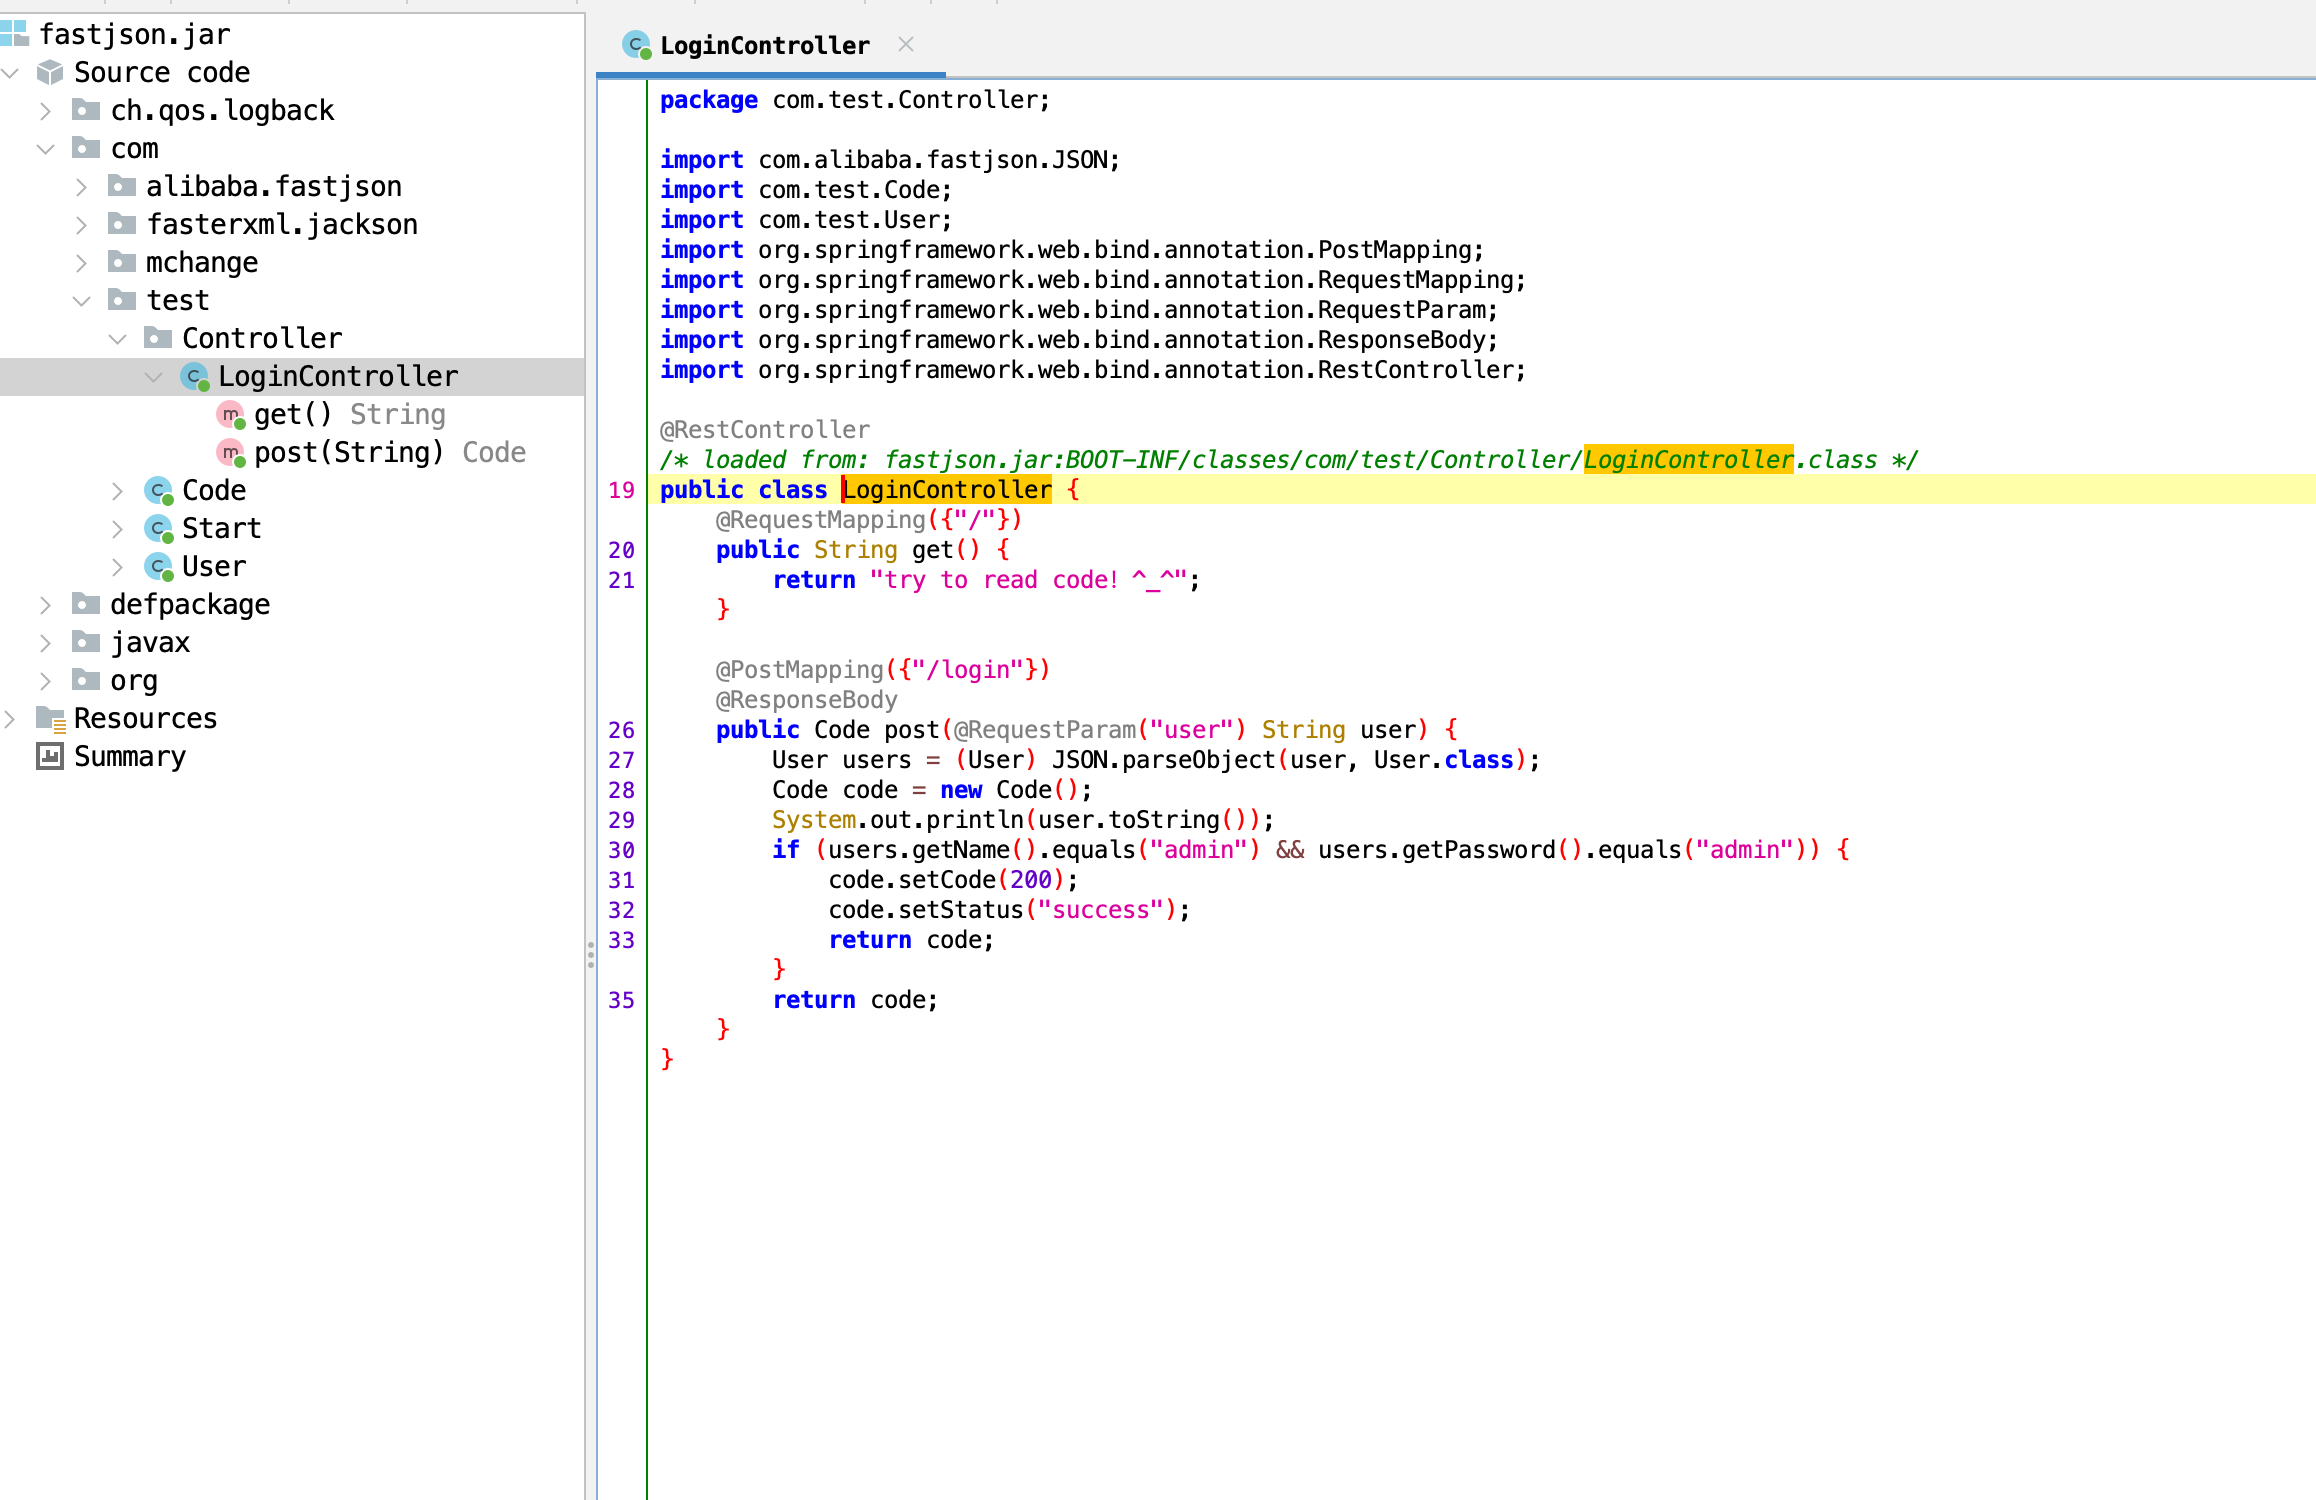 fastjson.jar
Source code
ch.qos.logback
com
alibaba.fastjson
fasterxml.jackson
mchange
test
Controller
LoginController
get() String
post(String) Code
Code
Start
User
defpackage
javax
org
Resources
Summary
LoginController
package com.test.Controller;
import com.alibaba.fastjson.JSON;
import com.test.Code;
import com.test.User;
import org.springframework.web.bind.annotation.PostMapping;
import org.springframework.web.bind.annotation.RequestMapping;
import org.springframework.web.bind.annotation.RequestParam;
import org.springframework.web.bind.annotation.ResponseBody;
import org.springframework.web.bind.annotation.RestController;
@RestController
/* loaded from: fastjson.jar:BOOT-INF/classes/com/test/Controller/LoginController.class */
19 public class LoginController {
@RequestMapping({"/"})
20 public String get() {
21 return "try to read code! ^_^";
}
@PostMapping({"/login"})
@ResponseBody
26 public Code post(@RequestParam("user") String user) {
27 User users = (User) JSON.parseObject(user, User.class);
28 Code code = new Code();
29 System.out.println(user.toString());
30 if (users.getName().equals("admin") && users.getPassword().equals("admin")) {
31 code.setCode(200);
32 code.setStatus("success");
33 return code;
}
35 return code;
}
}